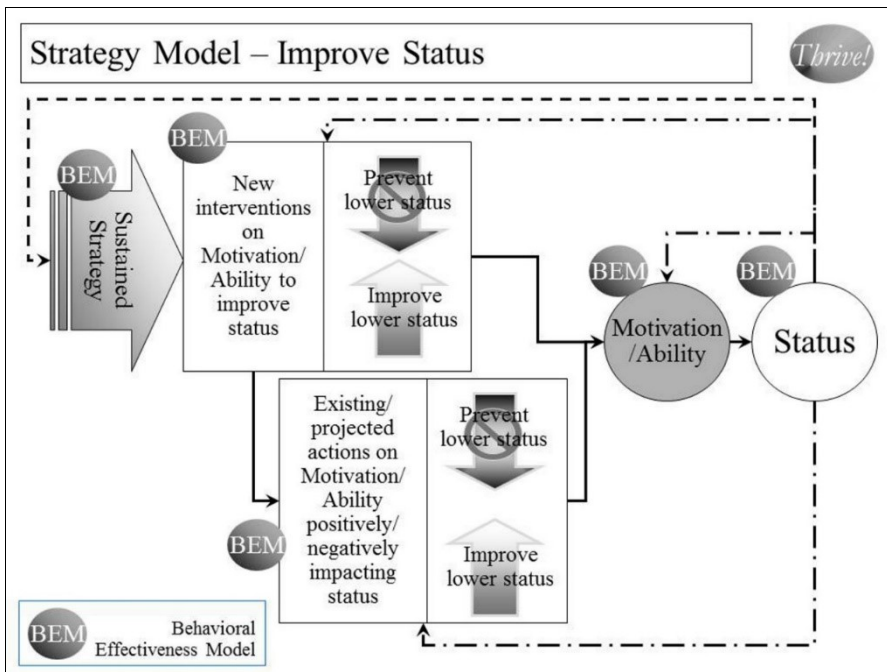 Strategy Model – Improve Status
Thrive!
BEM
Sustained
Strategy
BEM
New
interventions
on
Motivation/
Ability to
improve
status
Prevent
lower status
Improve
lower status
BEM
Existing/
projected
actions on
Motivation/
Ability
positively/
negatively
impacting
status
Prevent
lower status
Improve
lower status
BEM
Motivation
/Ability
BEM
Status
BEM
Behavioral
Effectiveness Model